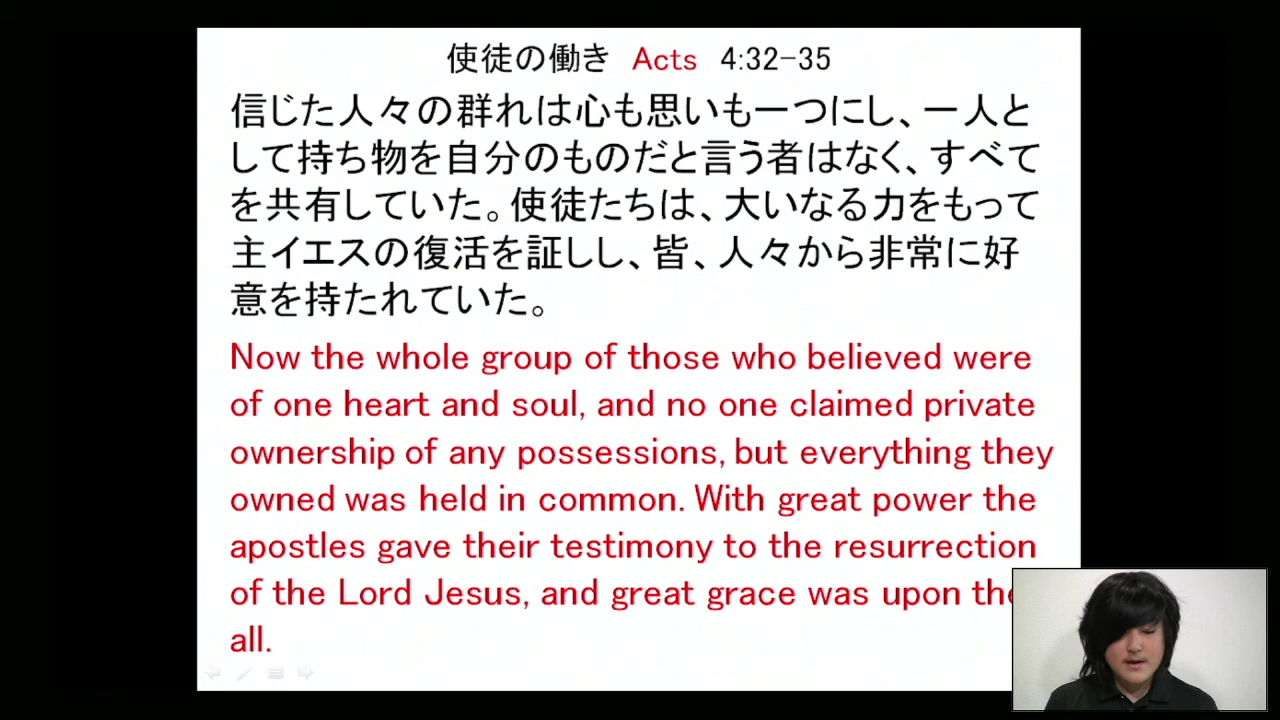 使徒の働き Acts 4:32-35
信じた人々の群れは心も思いも一つにし、一人と
して持ち物を自分のものだと言う者はなく、すべて
を共有していた。使徒たちは、大いなる力をもって
主イエスの復活を証しし、皆、人々から非常に好
意を持たれていた。
Now the whole group of those who believed were
of one heart and soul, and no one claimed private
ownership of any possessions, but everything they
owned was held in common. With great power the
apostles gave their testimony to the resurrection
of the Lord Jesus, and great grace was upon
all.